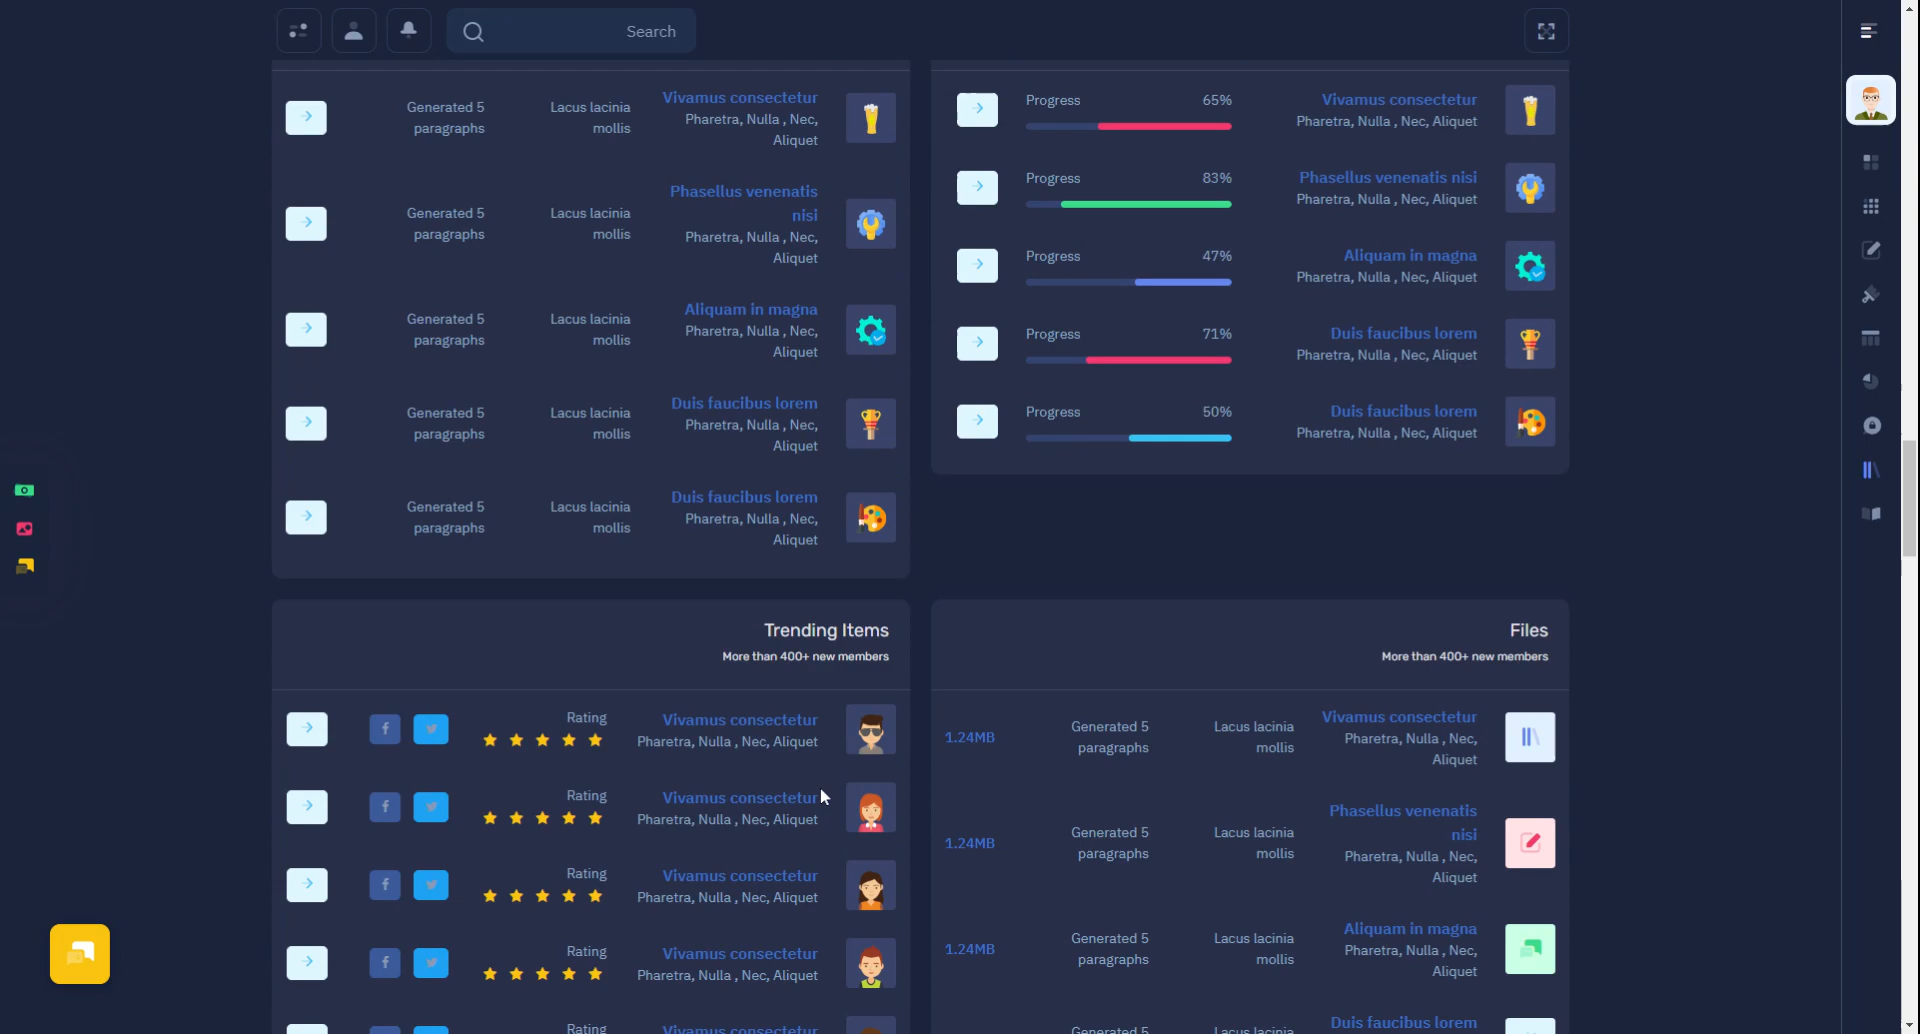 Search
Generated 5
paragraphs
Lacus lacinia
mollis
Vivamus consectetur
Pharetra, Nulla , Nec,
Aliquet
Generated 5
paragraphs
Lacus lacinia
mollis
Phasellus venenatis
nisi
Pharetra, Nulla , Nec,
Aliquet
Generated 5
paragraphs
Lacus lacinia
mollis
Aliquam in magna
Pharetra, Nulla , Nec,
Aliquet
Generated 5
paragraphs
Lacus lacinia
mollis
Duis faucibus lorem
Pharetra, Nulla , Nec,
Aliquet
Generated 5
paragraphs
Lacus lacinia
mollis
Duis faucibus lorem
Pharetra, Nulla , Nec,
Aliquet
Progress 65%
Vivamus consectetur
Pharetra, Nulla , Nec, Aliquet
Progress 83%
Phasellus venenatis nisi
Pharetra, Nulla , Nec, Aliquet
Progress 47%
Aliquam in magna
Pharetra, Nulla , Nec, Aliquet
Progress 71%
Duis faucibus lorem
Pharetra, Nulla , Nec, Aliquet
Progress 50%
Duis faucibus lorem
Pharetra, Nulla , Nec, Aliquet
Trending Items
More than 400+ new members
Rating
Vivamus consectetur
Pharetra, Nulla , Nec, Aliquet
Rating
Vivamus consectetur
Pharetra, Nulla , Nec, Aliquet
Rating
Vivamus consectetur
Pharetra, Nulla , Nec, Aliquet
Rating
Vivamus consectetur
Pharetra, Nulla , Nec, Aliquet
Rating
Vivamus consectetur
Files
More than 400+ new members
1.24MB
Generated 5
paragraphs
Lacus lacinia
mollis
Vivamus consectetur
Pharetra, Nulla , Nec,
Aliquet
1.24MB
Generated 5
paragraphs
Lacus lacinia
mollis
Phasellus venenatis
nisi
Pharetra, Nulla , Nec,
Aliquet
1.24MB
Generated 5
paragraphs
Lacus lacinia
mollis
Aliquam in magna
Pharetra, Nulla , Nec,
Aliquet
Generated 5
Lacus lacinia
Duis faucibus lorem